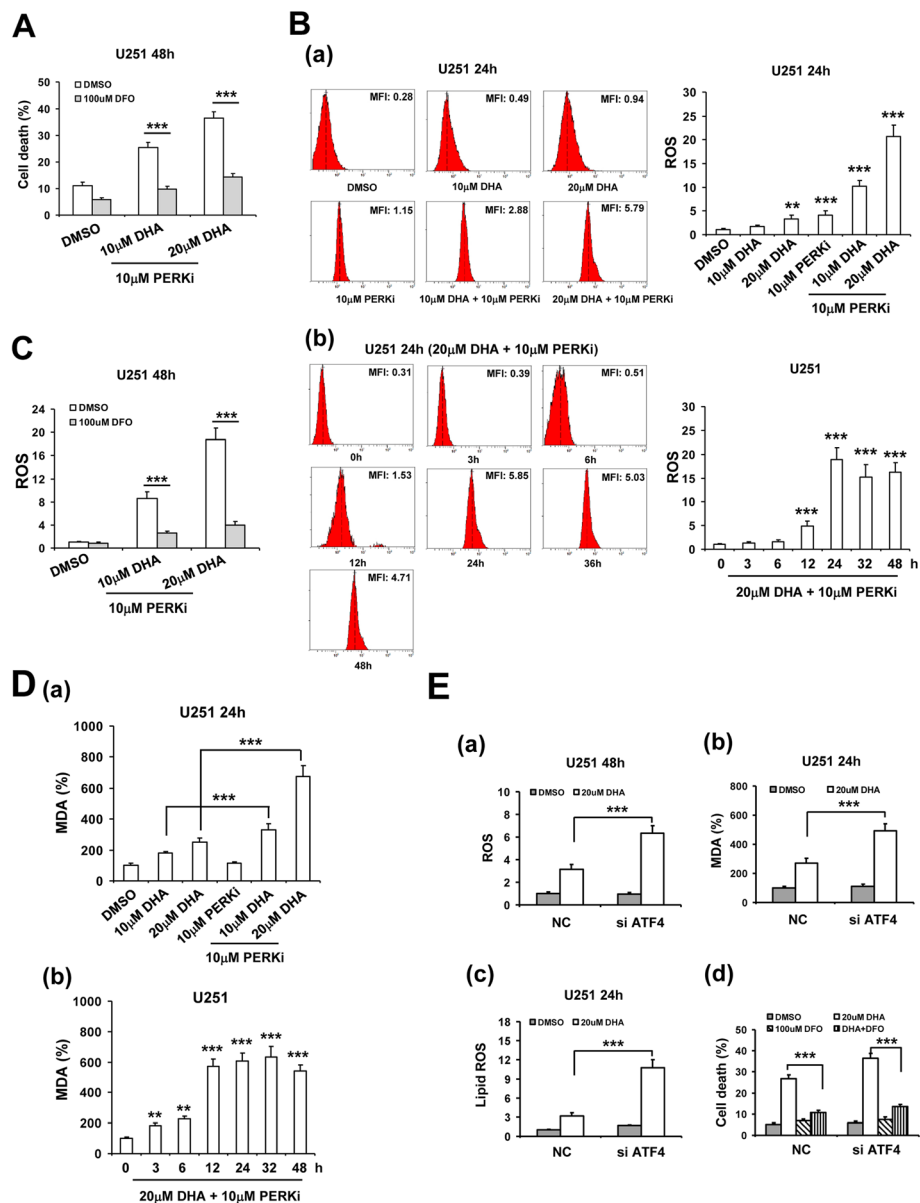 A
U251 48h
DMSO
100uM DFO
Cell death (%)
50
40
30
20
10
0
***
***
DMSO
10μM DHA
20μM DHA
10μM PERKi
B
(a)
U251 24h
MFI: 0.28
MFI: 0.49
MFI: 0.94
DMSO
10μM DHA
20μM DHA
MFI: 1.15
MFI: 2.88
MFI: 5.79
10μM PERKi
10μM DHA + 10μM PERKi
20μM DHA + 10μM PERKi
U251 24h
ROS
30
25
20
15
10
5
0
**
***
***
***
DMSO
10μM DHA
20μM DHA
10μM PERKi
10μM DHA
20μM DHA
10μM PERKi
(b)
U251 24h (20μM DHA + 10μM PERKi)
MFI: 0.31
MFI: 0.39
MFI: 0.51
0h
3h
6h
MFI: 1.53
MFI: 5.85
MFI: 5.03
12h
24h
36h
MFI: 4.71
48h
U251
ROS
30
25
20
15
10
5
0
***
***
***
***
0 3 6 12 24 32 48 h
20μM DHA + 10μM PERKi
C
U251 48h
DMSO
100uM DFO
ROS
24
20
16
12
8
4
0
***
***
DMSO
10μM DHA
20μM DHA
10μM PERKi
D
(a)
U251 24h
MDA (%)
1000
800
600
400
200
0
***
***
DMSO
10μM DHA
20μM DHA
10μM PERKi
10μM DHA
20μM DHA
10μM PERKi
(b)
U251
MDA (%)
1000
800
600
400
200
0
**
**
***
***
***
***
0 3 6 12 24 32 48 h
20μM DHA + 10μM PERKi
E
(a)
U251 48h
DMSO 20uM DHA
ROS
10
8
6
4
2
0
***
NC si ATF4
(b)
U251 24h
DMSO 20uM DHA
MDA (%)
800
600
400
200
0
***
NC si ATF4
(c)
U251 24h
DMSO 20uM DHA
Lipid ROS
18
15
12
9
6
3
0
***
NC si ATF4
(d)
DMSO 20uM DHA
100uM DFO DHA+DFO
Cell death (%)
50
40
30
20
10
0
***
***
NC si ATF4